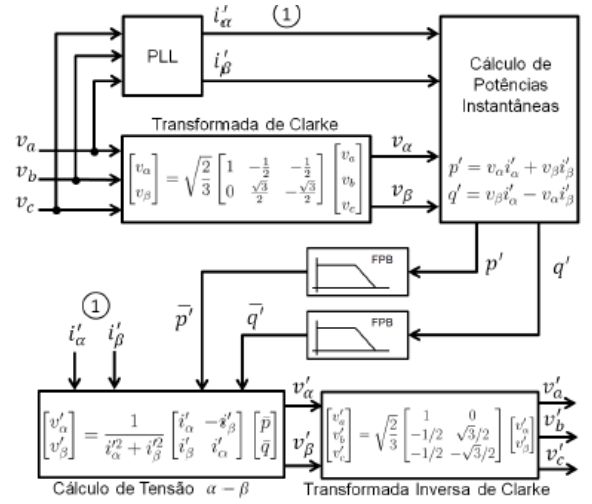 i'α ① 
i'β
PLL
Cálculo de
Potências
Instantâneas
p' = vαi'α + vβi'β
q' = vβi'α − vαi'β
Transformada de Clarke
va
vb
vc
[vα vβ] = √(2/3) [1 −1/2 −1/2; 0 √3/2 −√3/2] [va vb vc]
vα
vβ
p'
q'
FPB
FPB
p̄'
q̄'
①
i'α i'β
[v'α v'β] = 1/(i'α² + i'β²) [i'α −i'β; i'β i'α] [p̄ q̄]
v'α
v'β
[v'a v'b v'c] = √(2/3) [1 0; −1/2 √3/2; −1/2 −√3/2] [v'α v'β]
v'a
v'b
v'c
Cálculo de Tensão α − β
Transformada Inversa de Clarke